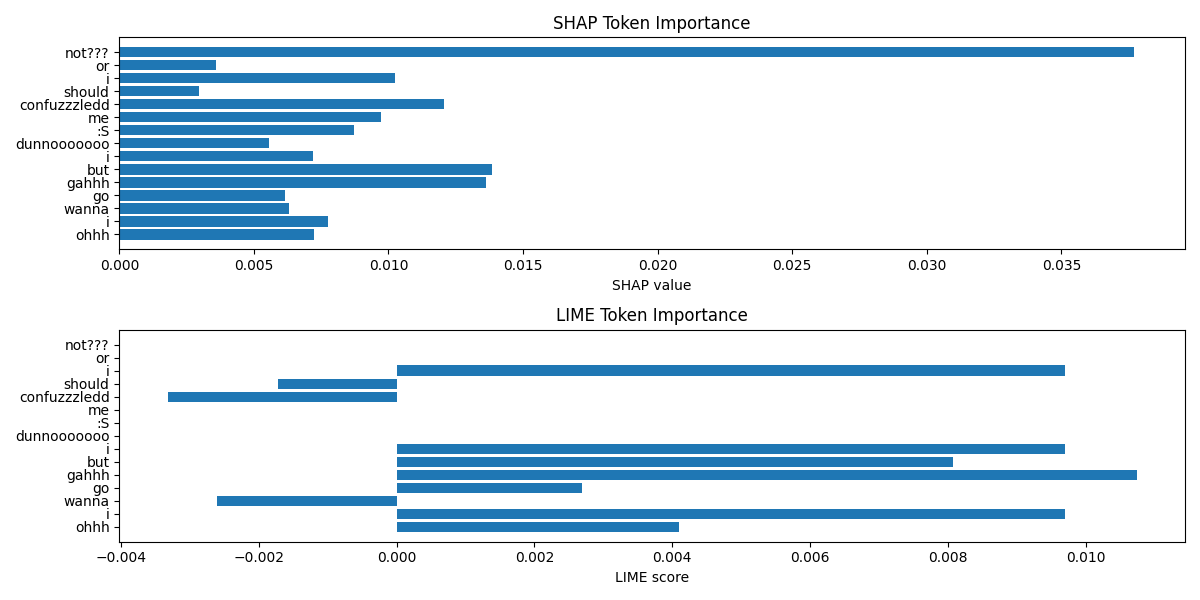 SHAP Token Importance
not???
or
i
should
confuzzzledd
me
:S
dunnooooooo
i
but
gahhh
go
wanna
i
ohhh
0.000 0.005 0.010 0.015 0.020 0.025 0.030 0.035
SHAP value
LIME Token Importance
not???
or
i
should
confuzzzledd
me
:S
dunnooooooo
i
but
gahhh
go
wanna
i
ohhh
−0.004 −0.002 0.000 0.002 0.004 0.006 0.008 0.010
LIME score